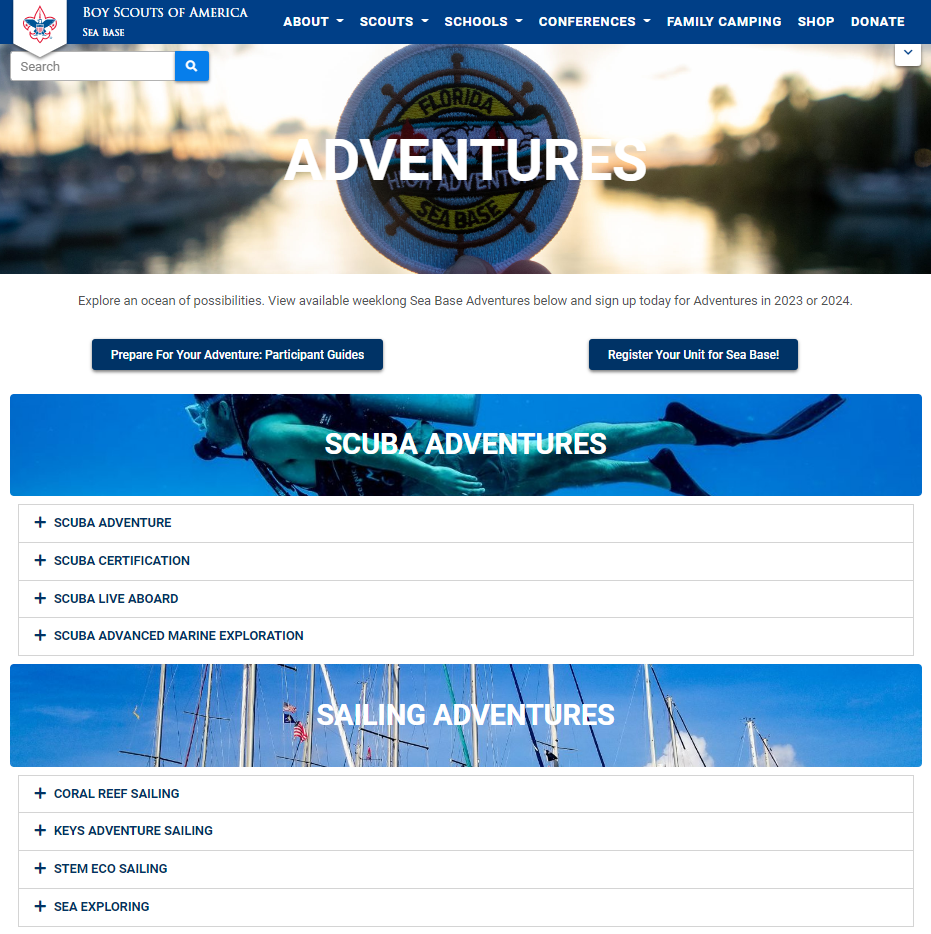 BOY SCOUTS OF AMERICA
SEA BASE
ABOUT SCOUTS SCHOOLS CONFERENCES FAMILY CAMPING SHOP DONATE
Search
FLORIDA
ADVENTURES
HIGH ADVENTURE
SEA BASE
Explore an ocean of possibilities. View available weeklong Sea Base Adventures below and sign up today for Adventures in 2023 or 2024.
Prepare For Your Adventure: Participant Guides
Register Your Unit for Sea Base!
SCUBA ADVENTURES
SCUBA ADVENTURE
SCUBA CERTIFICATION
SCUBA LIVE ABOARD
SCUBA ADVANCED MARINE EXPLORATION
SAILING ADVENTURES
CORAL REEF SAILING
KEYS ADVENTURE SAILING
STEM ECO SAILING
SEA EXPLORING